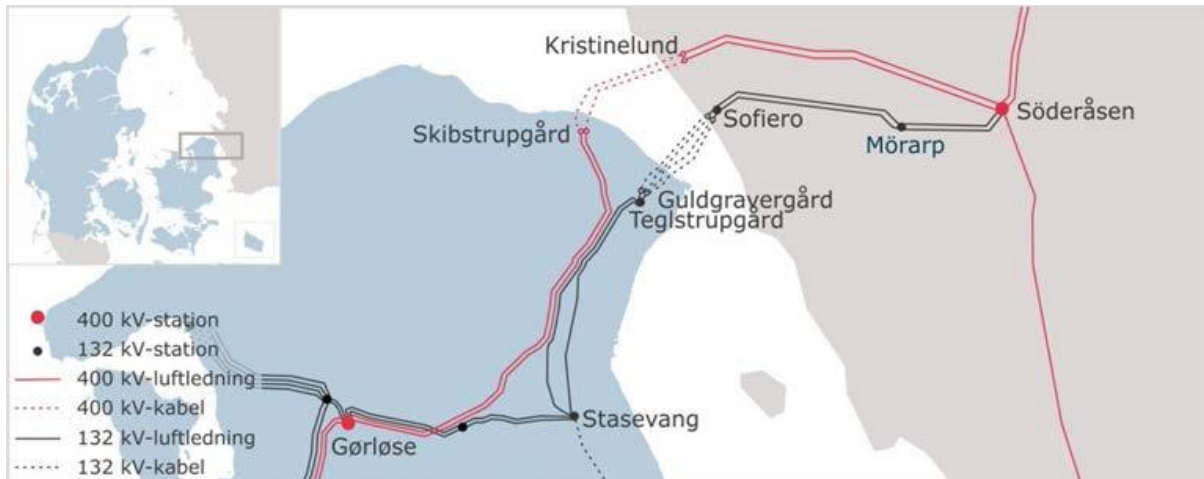 Kristinelund
Söderåsen
Sofiero
Skibstrupgård
Mörarp
Guldgravergård
Teglstrupgård
400 kV-station
132 kV-station
400 kV-luftledning
400 kV-kabel
132 kV-luftledning
132 kV-kabel
Stasevang
Gørløse